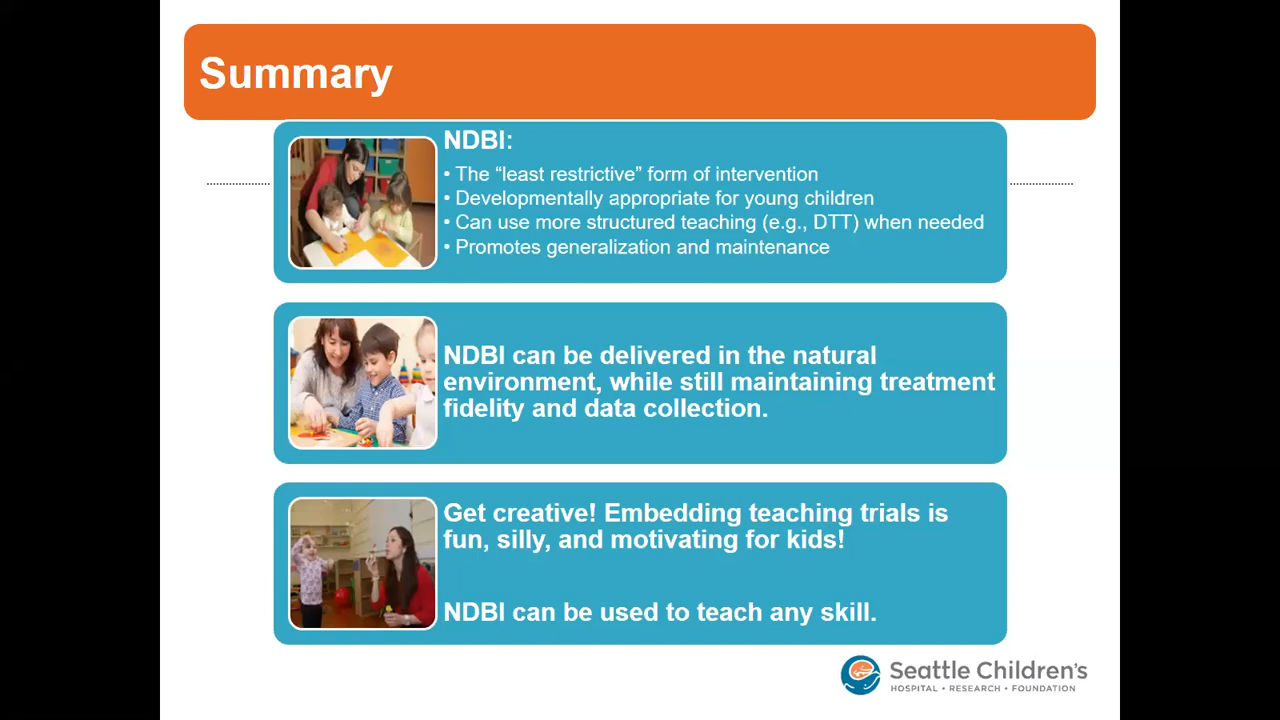 Summary
NDBI:
• The “least restrictive” form of intervention
• Developmentally appropriate for young children
• Can use more structured teaching (e.g., DTT) when needed
• Promotes generalization and maintenance
NDBI can be delivered in the natural
environment, while still maintaining treatment
fidelity and data collection.
Get creative! Embedding teaching trials is
fun, silly, and motivating for kids!
NDBI can be used to teach any skill.
Seattle Children's
HOSPITAL • RESEARCH • FOUNDATION